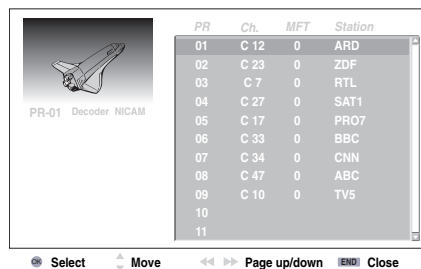 PR Ch. MFT Station
01 C 12 0 ARD
02 C 23 0 ZDF
03 C 7 0 RTL
04 C 27 0 SAT1
05 C 17 0 PRO7
06 C 33 0 BBC
07 C 34 0 CNN
08 C 47 0 ABC
09 C 10 0 TV5
10
11
PR-01 Decoder NICAM
OK Select Move Page up/down END Close